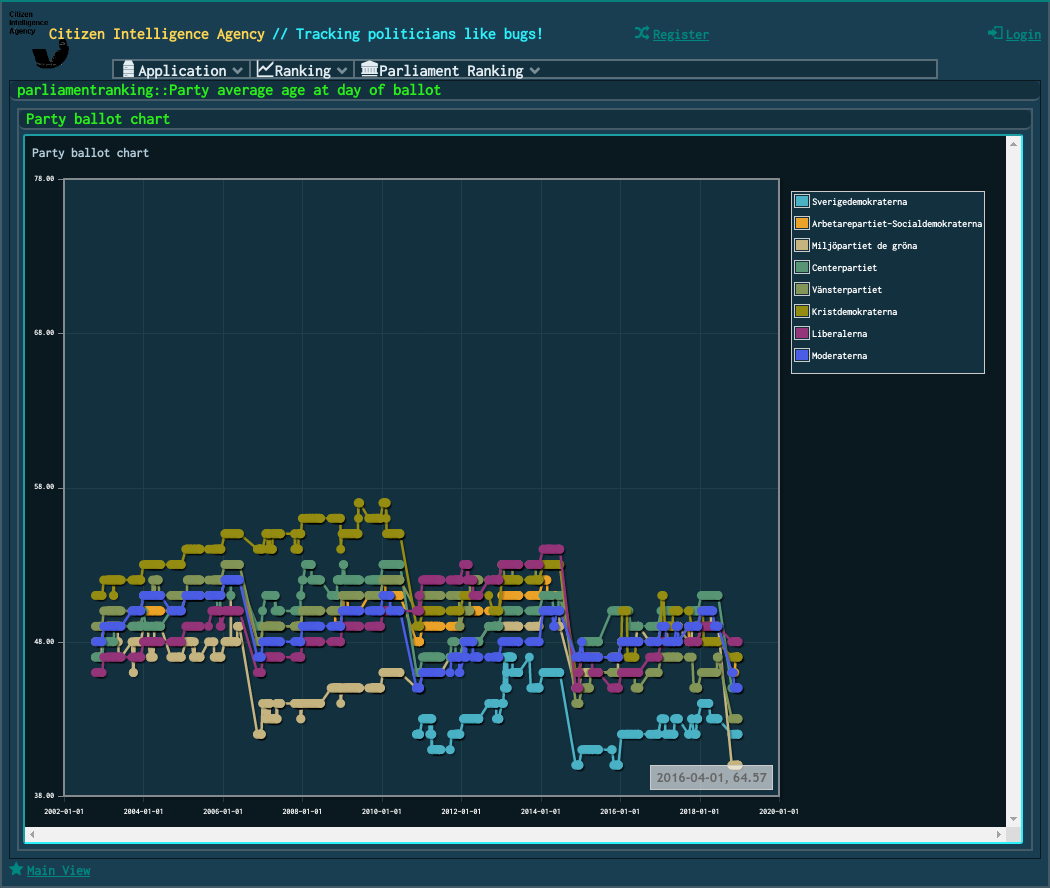 Citizen
Intelligence
Agency
Citizen Intelligence Agency // Tracking politicians like bugs!
Register
Login
Application
Ranking
Parliament Ranking
parliamentranking::Party average age at day of ballot
Party ballot chart
Party ballot chart
78.00
68.00
58.00
48.00
38.00
2002-01-01
2004-01-01
2006-01-01
2008-01-01
2010-01-01
2012-01-01
2014-01-01
2016-01-01
2018-01-01
2020-01-01
Sverigedemokraterna
Arbetarepartiet-Socialdemokraterna
Miljöpartiet de gröna
Centerpartiet
Vänsterpartiet
Kristdemokraterna
Liberalerna
Moderaterna
2016-04-01, 64.57
Main View